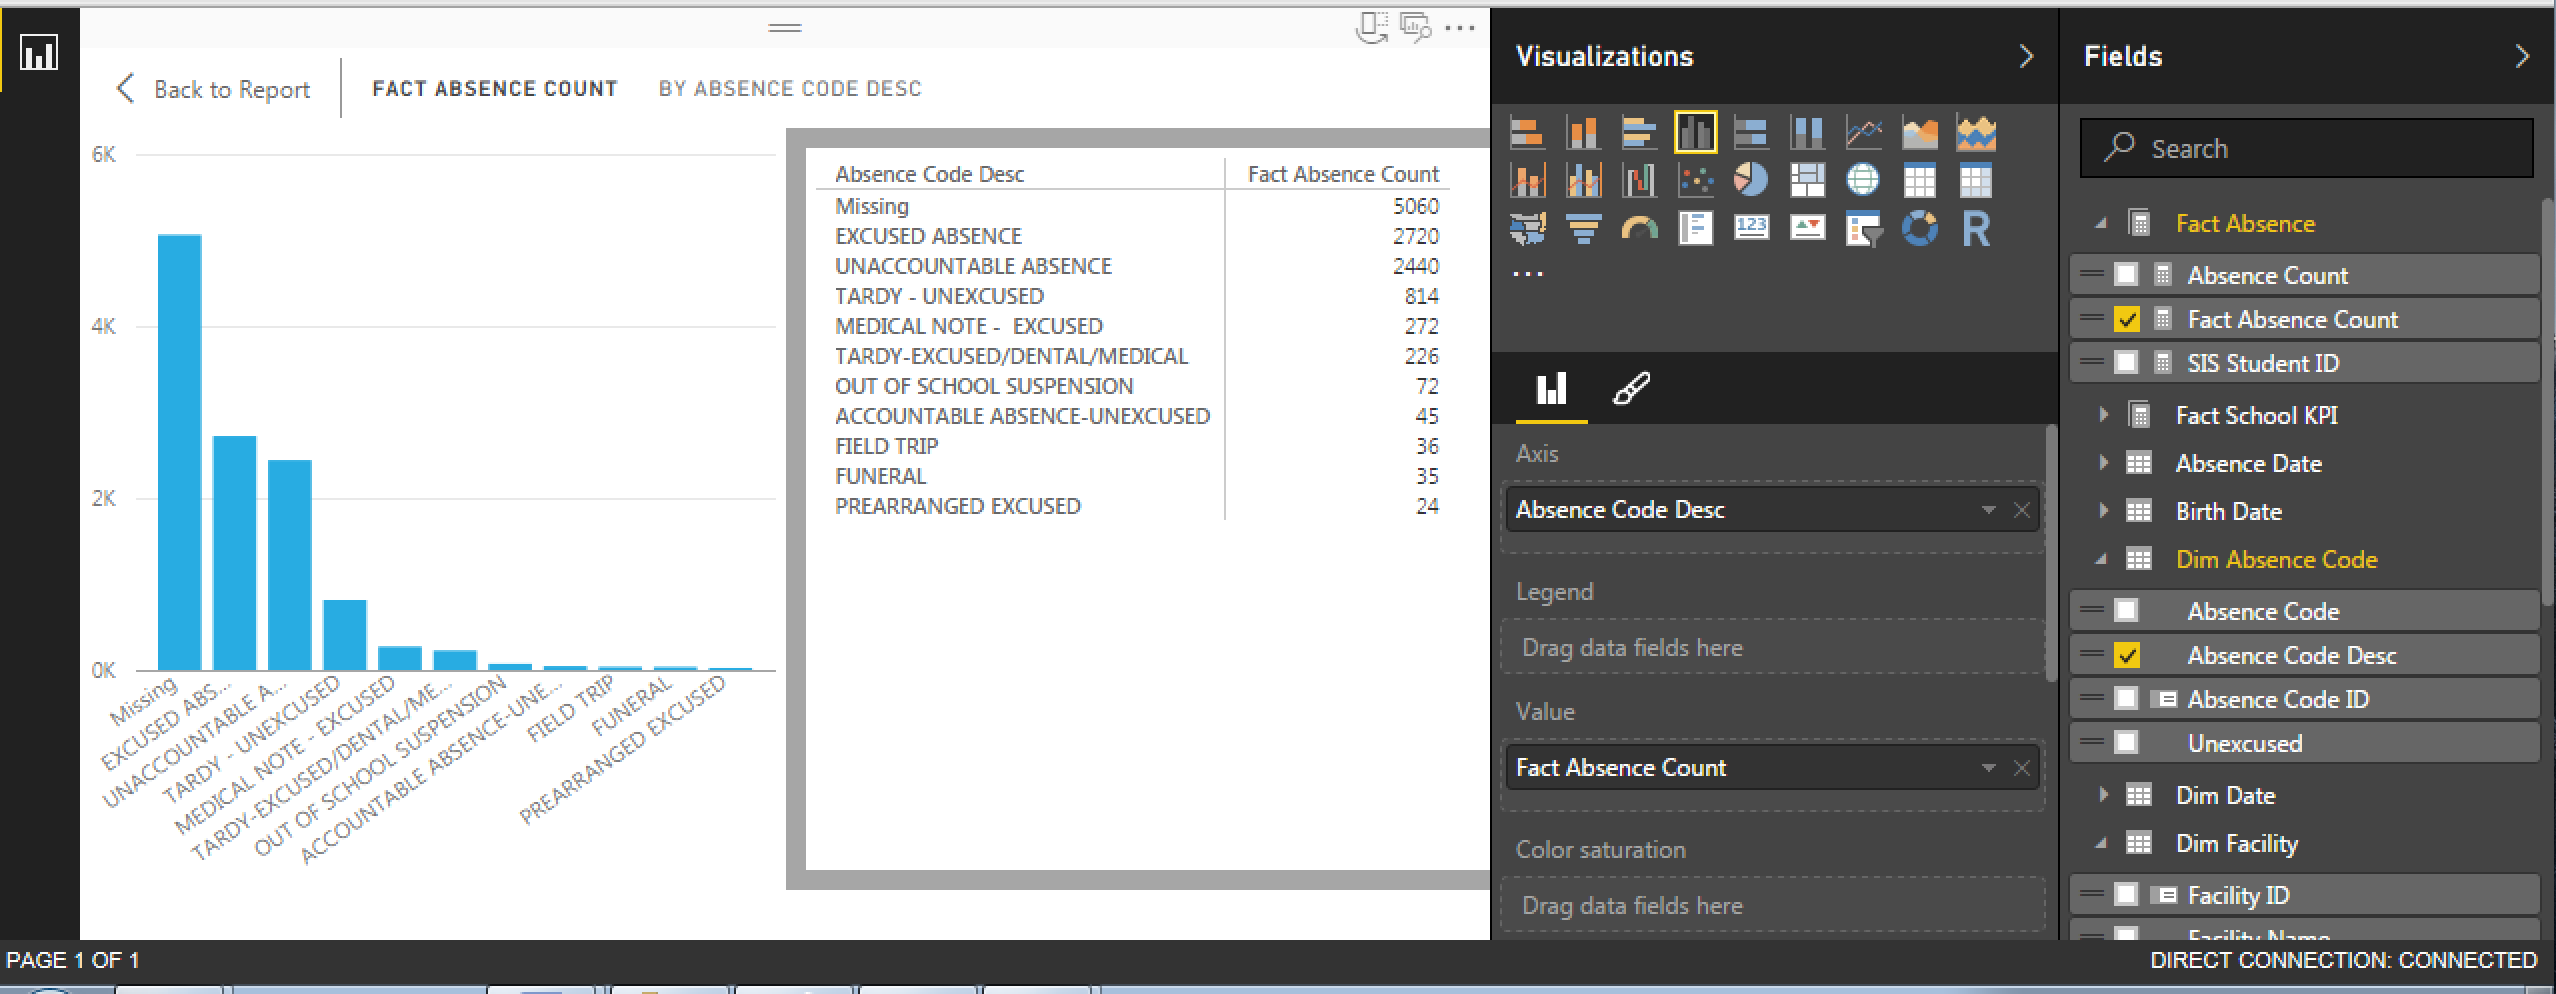 Back to Report
FACT ABSENCE COUNT BY ABSENCE CODE DESC
6K
4K
2K
0K
Missing
EXCUSED ABS...
UNACCOUNTABLE A...
TARDY - UNEXCUSED
MEDICAL NOTE - EXCUSED
TARDY-EXCUSED/DENTAL/ME...
OUT OF SCHOOL SUSPENSION
ACCOUNTABLE ABSENCE-UNE...
FIELD TRIP
FUNERAL
PREARRANGED EXCUSED
Absence Code Desc Fact Absence Count
Missing 5060
EXCUSED ABSENCE 2720
UNACCOUNTABLE ABSENCE 2440
TARDY - UNEXCUSED 814
MEDICAL NOTE -  EXCUSED 272
TARDY-EXCUSED/DENTAL/MEDICAL 226
OUT OF SCHOOL SUSPENSION 72
ACCOUNTABLE ABSENCE-UNEXCUSED 45
FIELD TRIP 36
FUNERAL 35
PREARRANGED EXCUSED 24
Visualizations
123
R
Axis
Absence Code Desc
Legend
Drag data fields here
Value
Fact Absence Count
Color saturation
Drag data fields here
Fields
Search
Fact Absence
Absence Count
Fact Absence Count
SIS Student ID
Fact School KPI
Absence Date
Birth Date
Dim Absence Code
Absence Code
Absence Code Desc
Absence Code ID
Unexcused
Dim Date
Dim Facility
Facility ID
Facility Name
PAGE 1 OF 1
DIRECT CONNECTION: CONNECTED